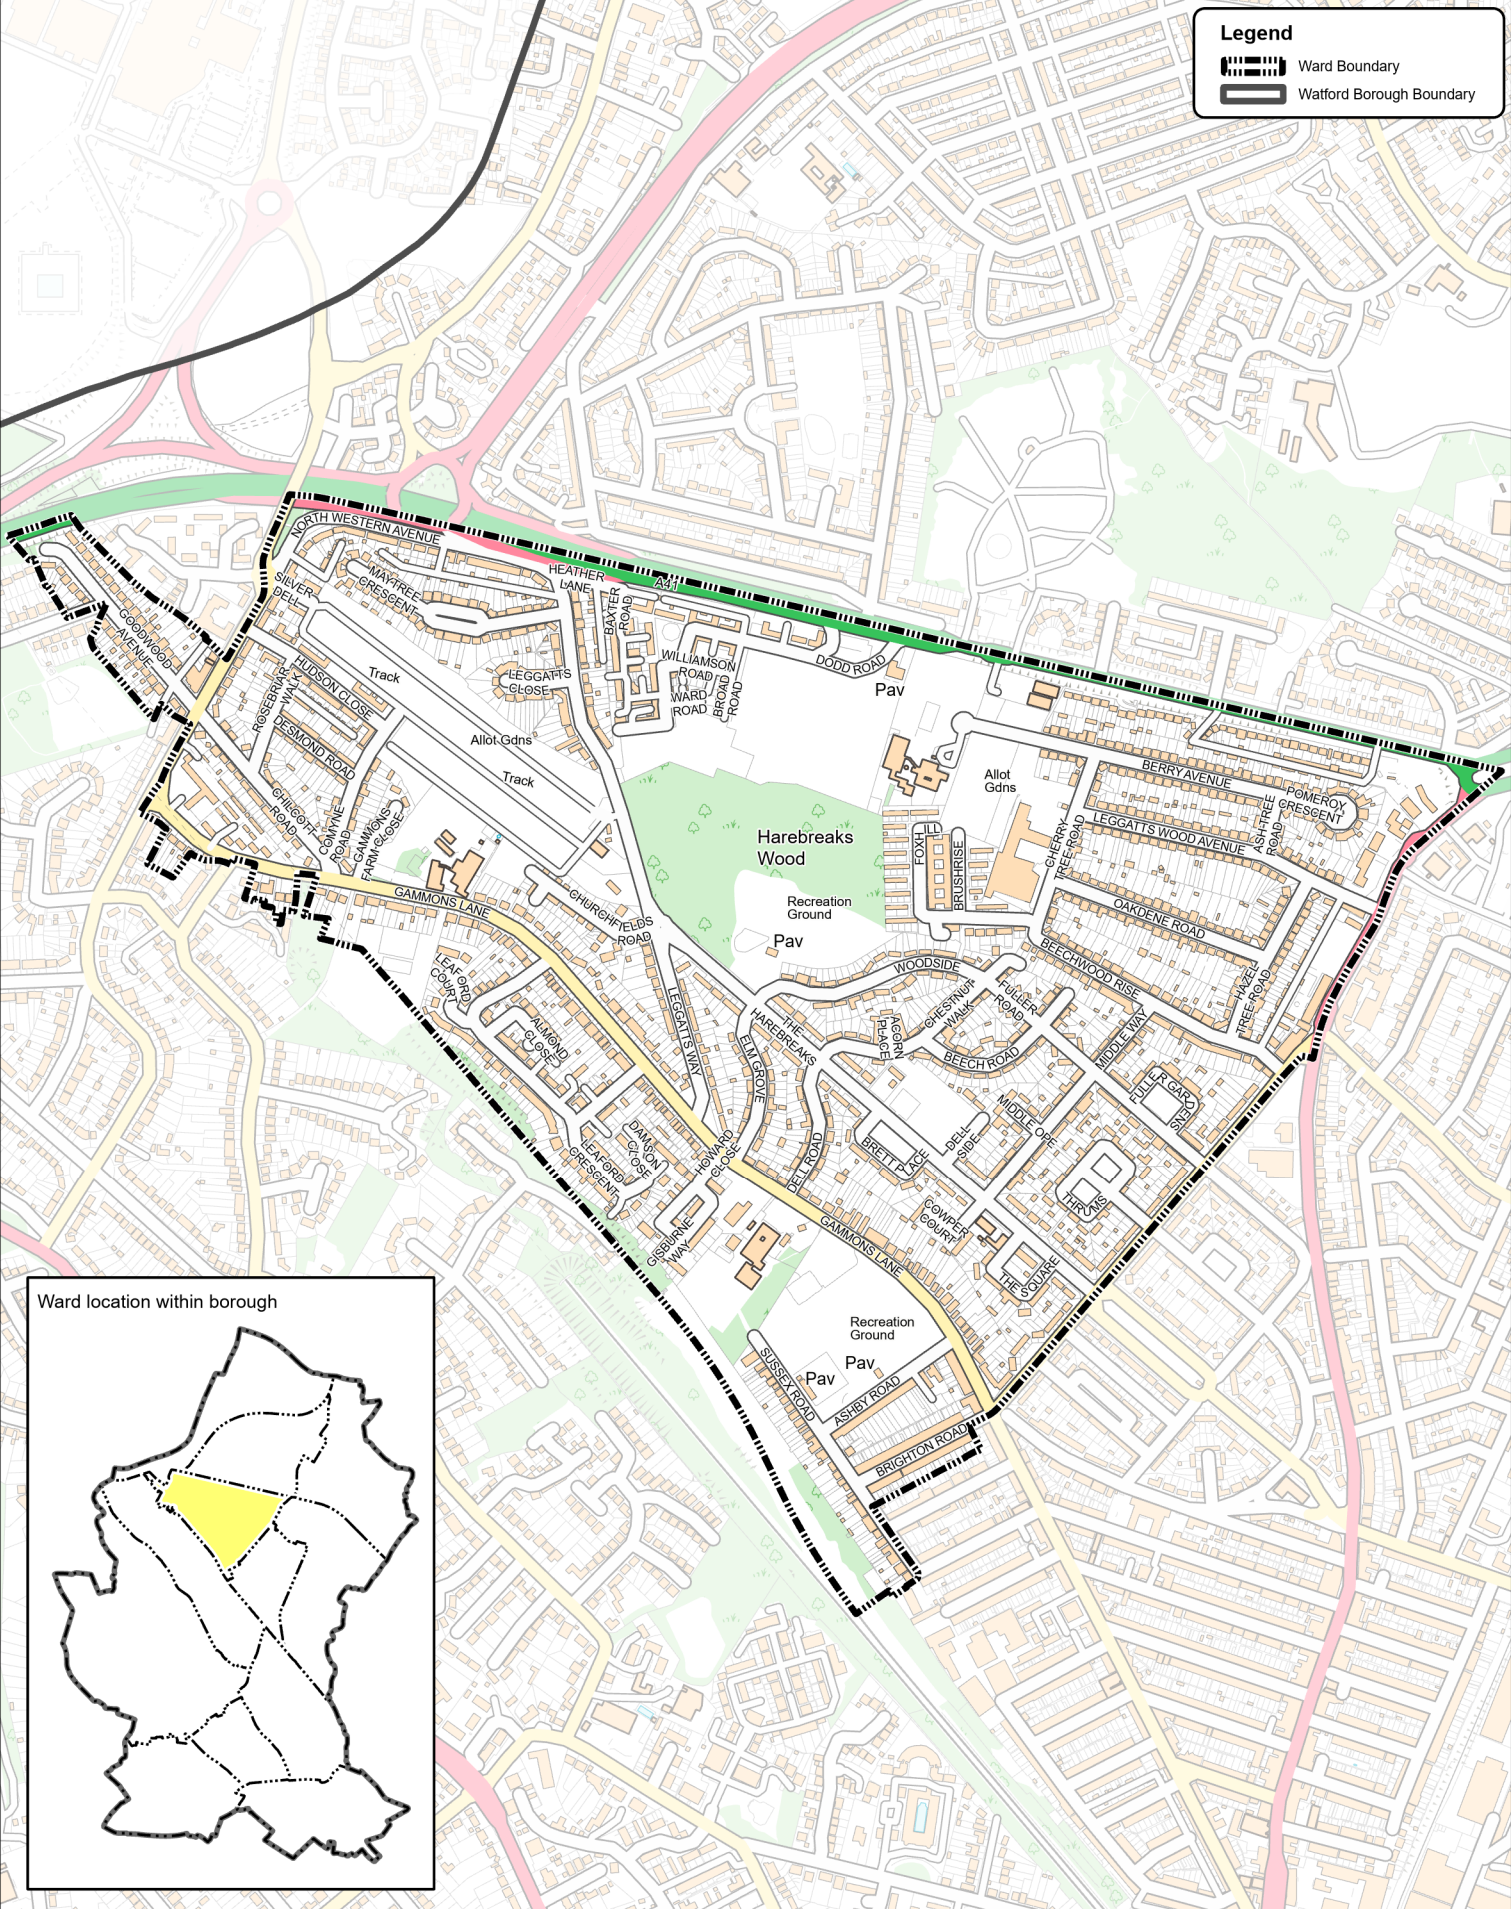 Legend
Ward Boundary
Watford Borough Boundary
NORTH WESTERN AVENUE
HEATHER
LANE
A41
MAY-TREE
CRESCENT
SILVER
DELL
BAXTER
ROAD
GOODWOOD
AVENUE
WILLIAMSON
ROAD
DODD ROAD
HUDSON CLOSE
ROSEBRIAR
WALK
Track
LEGGATTS
CLOSE
WARD
ROAD
BROAD
ROAD
Pav
DESMOND ROAD
Allot Gdns
Track
Allot
Gdns
BERRY AVENUE
POMEROY
CRESCENT
CHILCOTT
ROAD
COMYNE
ROAD
GAMMONS
FARM CLOSE
Harebreaks
Wood
FOXHILL
BRUSHRISE
CHERRY
TREE ROAD
LEGGATTS WOOD AVENUE
ASH-TREE
ROAD
GAMMONS LANE
CHURCHFIELDS
ROAD
Recreation
Ground
Pav
OAKDENE ROAD
LEAFORD
COURT
WOODSIDE
BEECHWOOD RISE
HAZEL
TREE ROAD
LEGGATTS WAY
THE
HAREBREAKS
CHESTNUT
WALK
FULLER
ROAD
ALMOND
CLOSE
ELM GROVE
ACORN
PLACE
BEECH ROAD
MIDDLE WAY
FULLER GARDENS
MIDDLE OPE
DAMSON
CLOSE
LEAFORD
CRESCENT
HOWARD
CLOSE
DELL ROAD
BRETT PLACE
DELL
SIDE
THRUMS
GISBURNE
WAY
GAMMONS LANE
COWPER
COURT
THE SQUARE
Recreation
Ground
Pav
Pav
SUSSEX ROAD
ASHBY ROAD
BRIGHTON ROAD
Ward location within borough